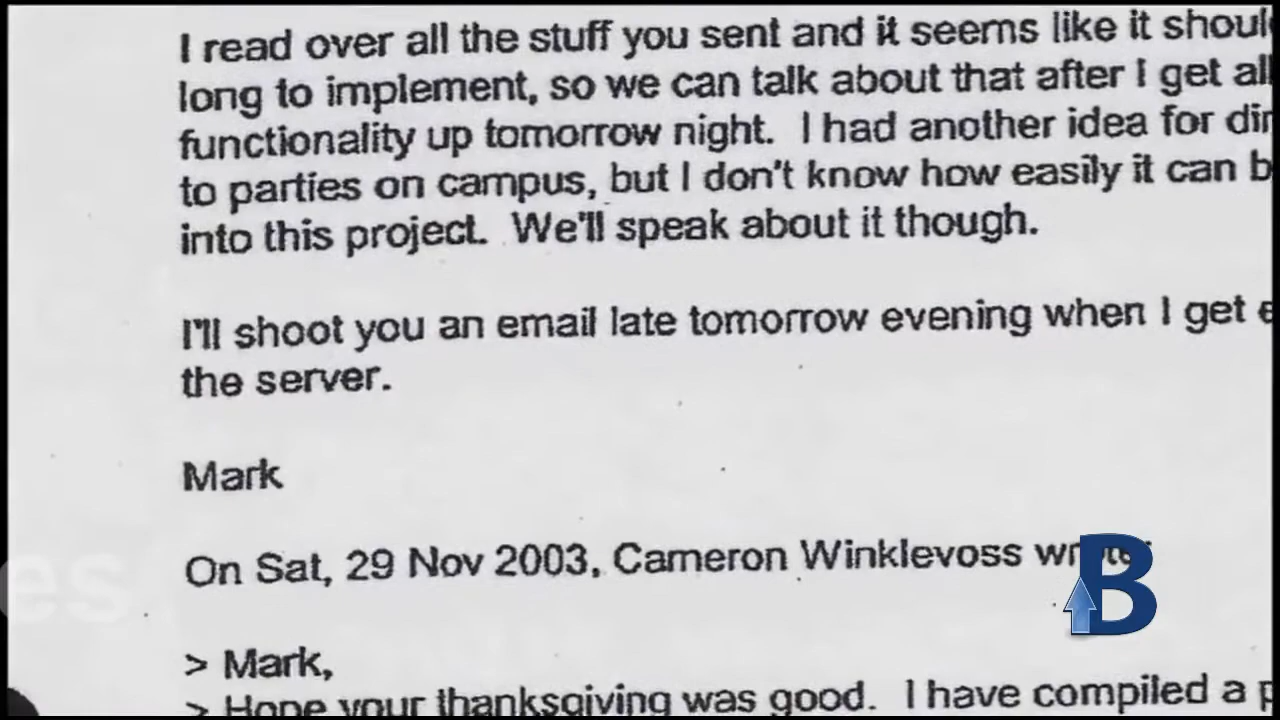 I read over all the stuff you sent and it seems like it shoul
long to implement, so we can talk about that after I get all
functionality up tomorrow night. I had another idea for dir
to parties on campus, but I don't know how easily it can b
into this project. We'll speak about it though.
I'll shoot you an email late tomorrow evening when I get e
the server.
Mark
On Sat, 29 Nov 2003, Cameron Winklevoss wrote:
es
B
> Mark,
> Hope your thanksgiving was good. I have compiled a p